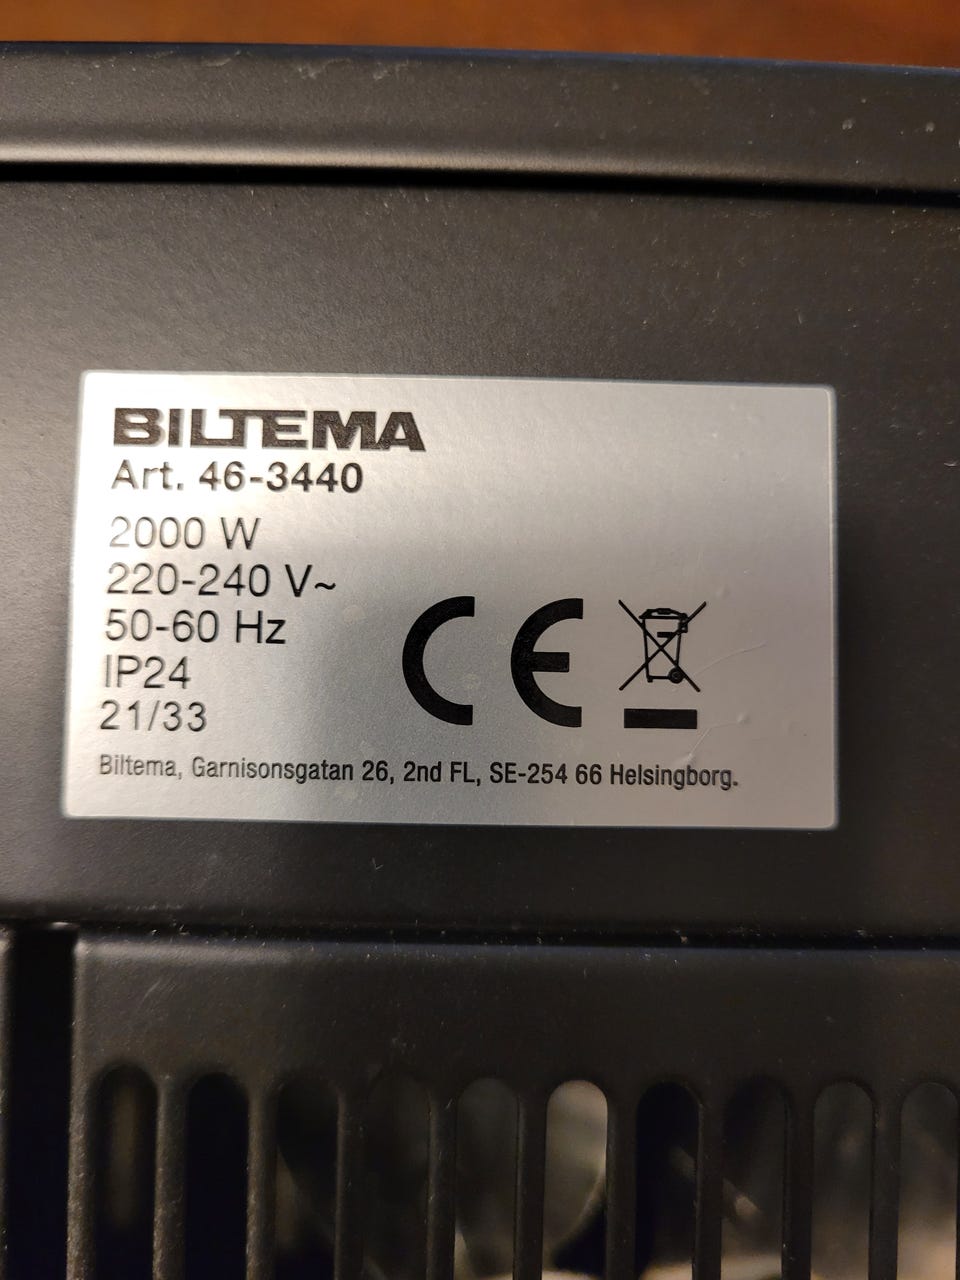 BILTEMA
Art. 46-3440
2000 W
220-240 V~
50-60 Hz
IP24
21/33
CE
Biltema, Garnisonsgatan 26, 2nd FL, SE-254 66 Helsingborg.